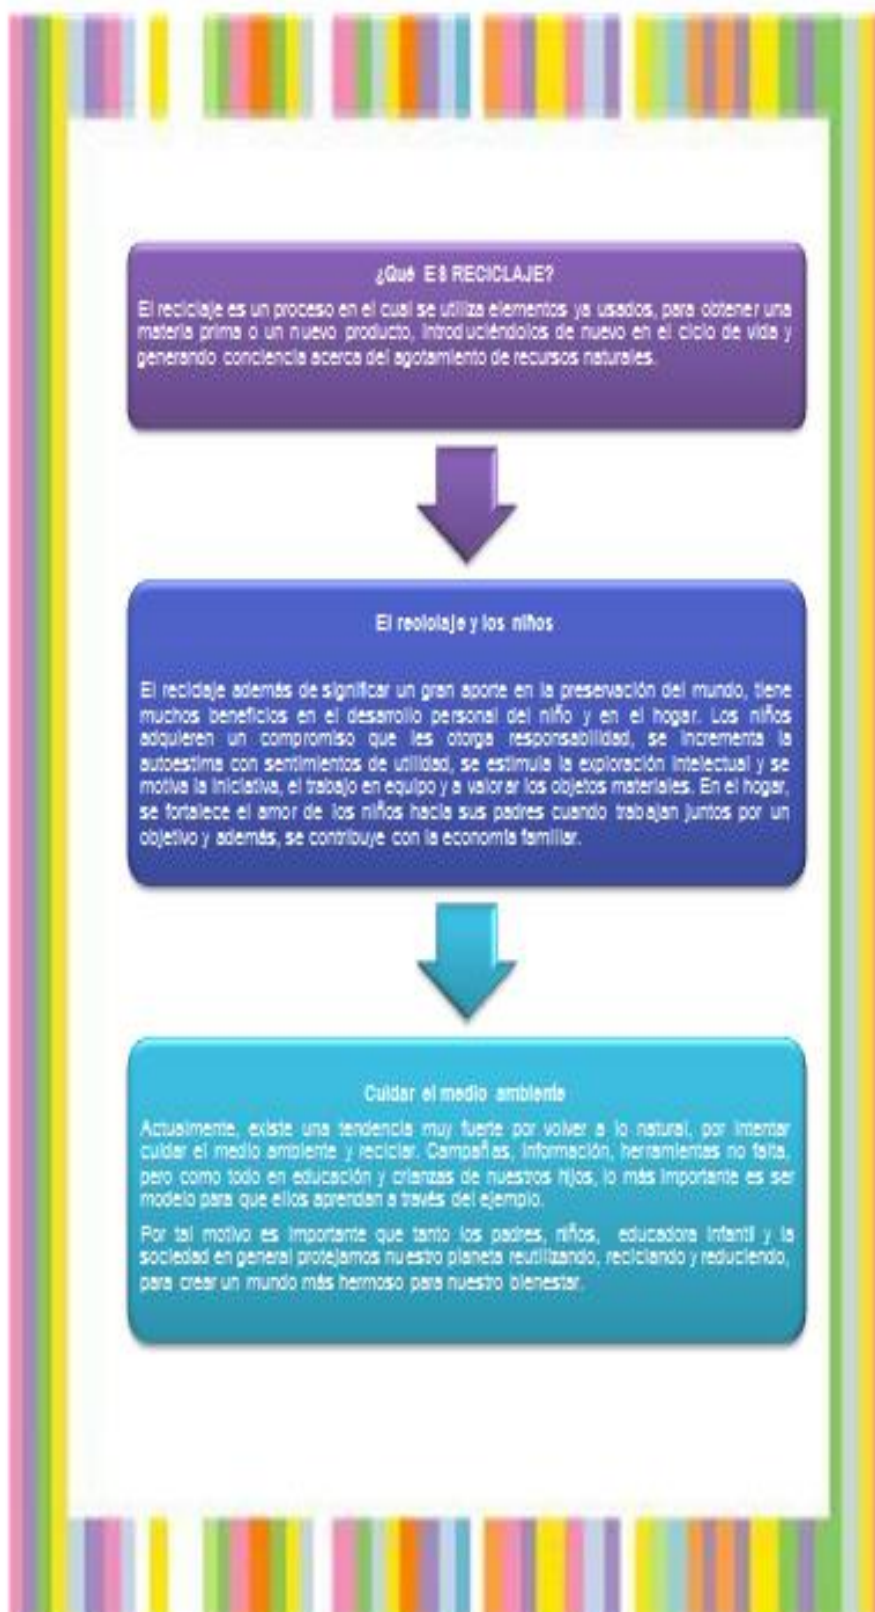 ¿Qué ES RECICLAJE?
El reciclaje es un proceso en el cual se utiliza elementos ya usados, para obtener una
materia prima o un nuevo producto, introduciéndolos de nuevo en el ciclo de vida y
generando conciencia acerca del agotamiento de recursos naturales.
El reciclaje y los niños
El reciclaje además de significar un gran aporte en la preservación del mundo, tiene
muchos beneficios en el desarrollo personal del niño y en el hogar. Los niños
adquieren un compromiso que les otorga responsabilidad, se incrementa la
autoestima con sentimientos de utilidad, se estimula la exploración intelectual y se
motiva la iniciativa, el trabajo en equipo y a valorar los objetos materiales. En el hogar,
se fortalece el amor de los niños hacia sus padres cuando trabajan juntos por un
objetivo y además, se contribuye con la economía familiar.
Cuidar el medio ambiente
Actualmente, existe una tendencia muy fuerte por volver a lo natural, por intentar
cuidar el medio ambiente y reciclar. Campañas, información, herramientas no falta,
pero como todo en educación y crianzas de nuestros hijos, lo más importante es ser
modelo para que ellos aprendan a través del ejemplo.
Por tal motivo es importante que tanto los padres, niños, educadora infantil y la
sociedad en general protejamos nuestro planeta reutilizando, reciclando y reduciendo,
para crear un mundo más hermoso para nuestro bienestar.